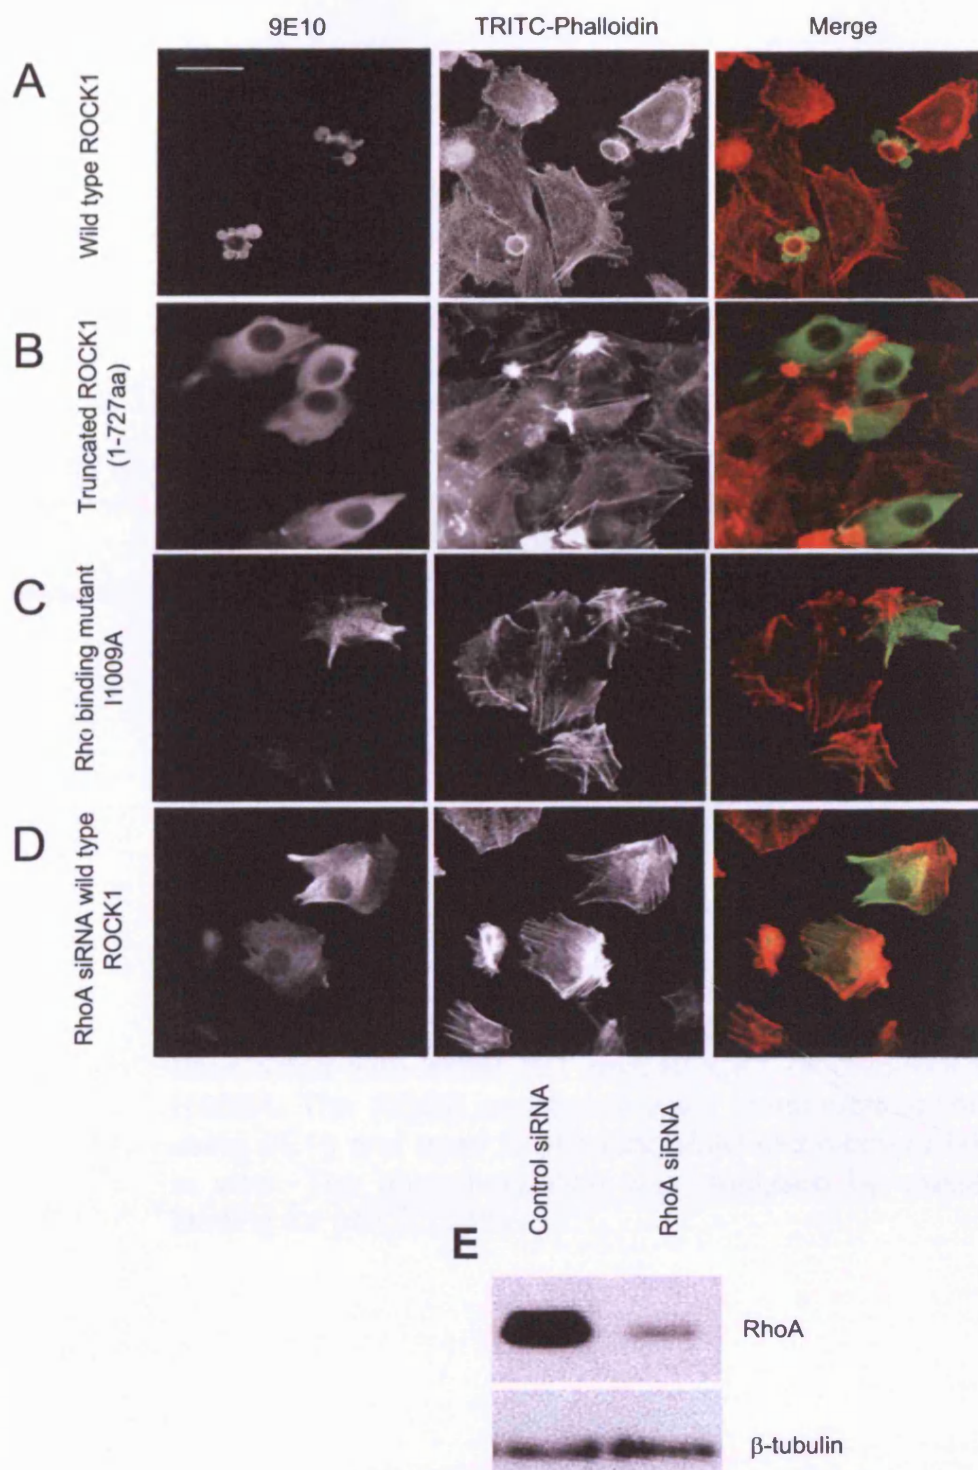 9E10 TRITC-Phalloidin Merge
A
Wild type ROCK1
B
Truncated ROCK1
(1-727aa)
C
Rho binding mutant
I1009A
D
RhoA siRNA wild type
ROCK1
E
Control siRNA
RhoA siRNA
RhoA
β-tubulin